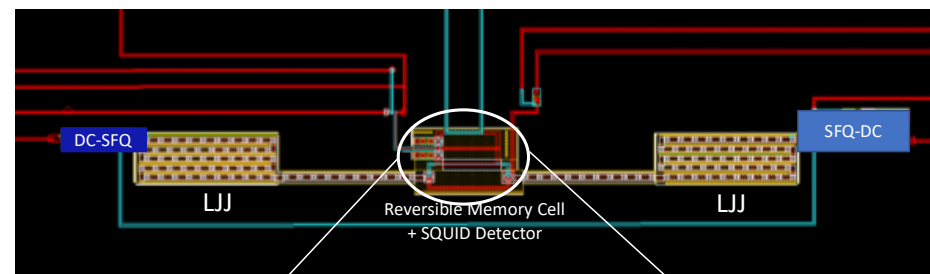 DC-SFQ
SFQ-DC
LJJ
LJJ
Reversible Memory Cell
+ SQUID Detector